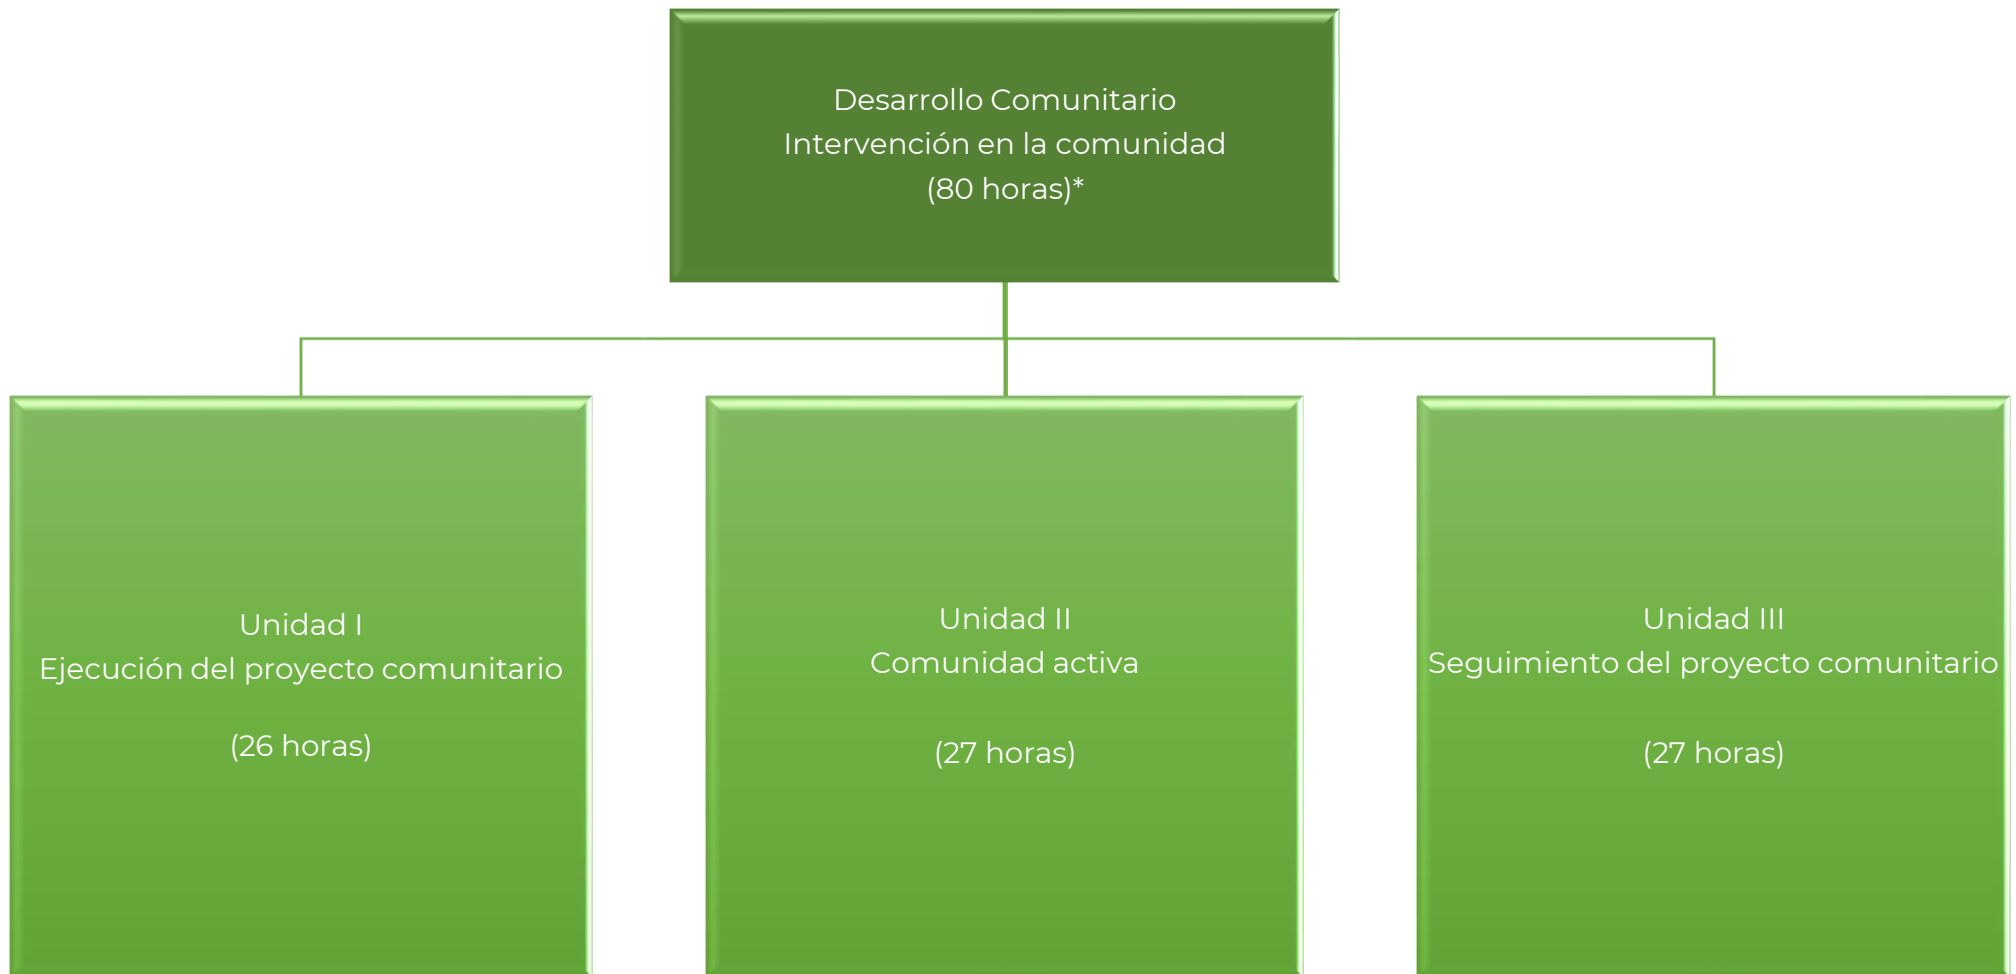 Desarrollo Comunitario
Intervención en la comunidad
(80 horas)*
Unidad I
Ejecución del proyecto comunitario
(26 horas)
Unidad II
Comunidad activa
(27 horas)
Unidad III
Seguimiento del proyecto comunitario
(27 horas)